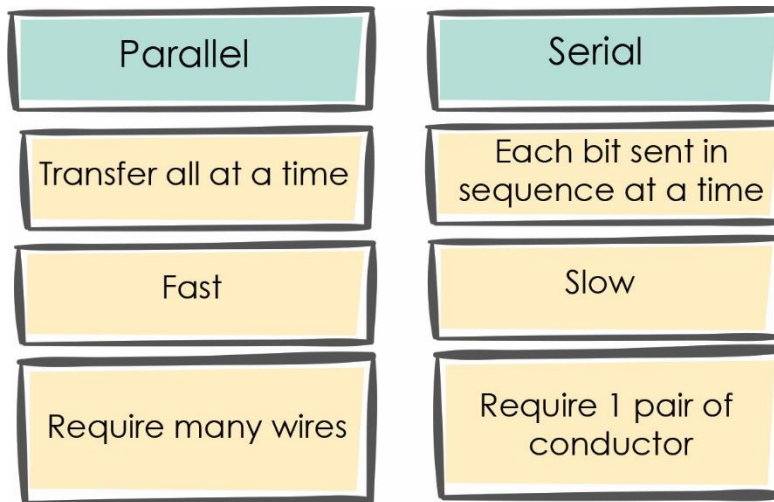 Parallel
Serial
Transfer all at a time
Each bit sent in
sequence at a time
Fast
Slow
Require many wires
Require 1 pair of
conductor